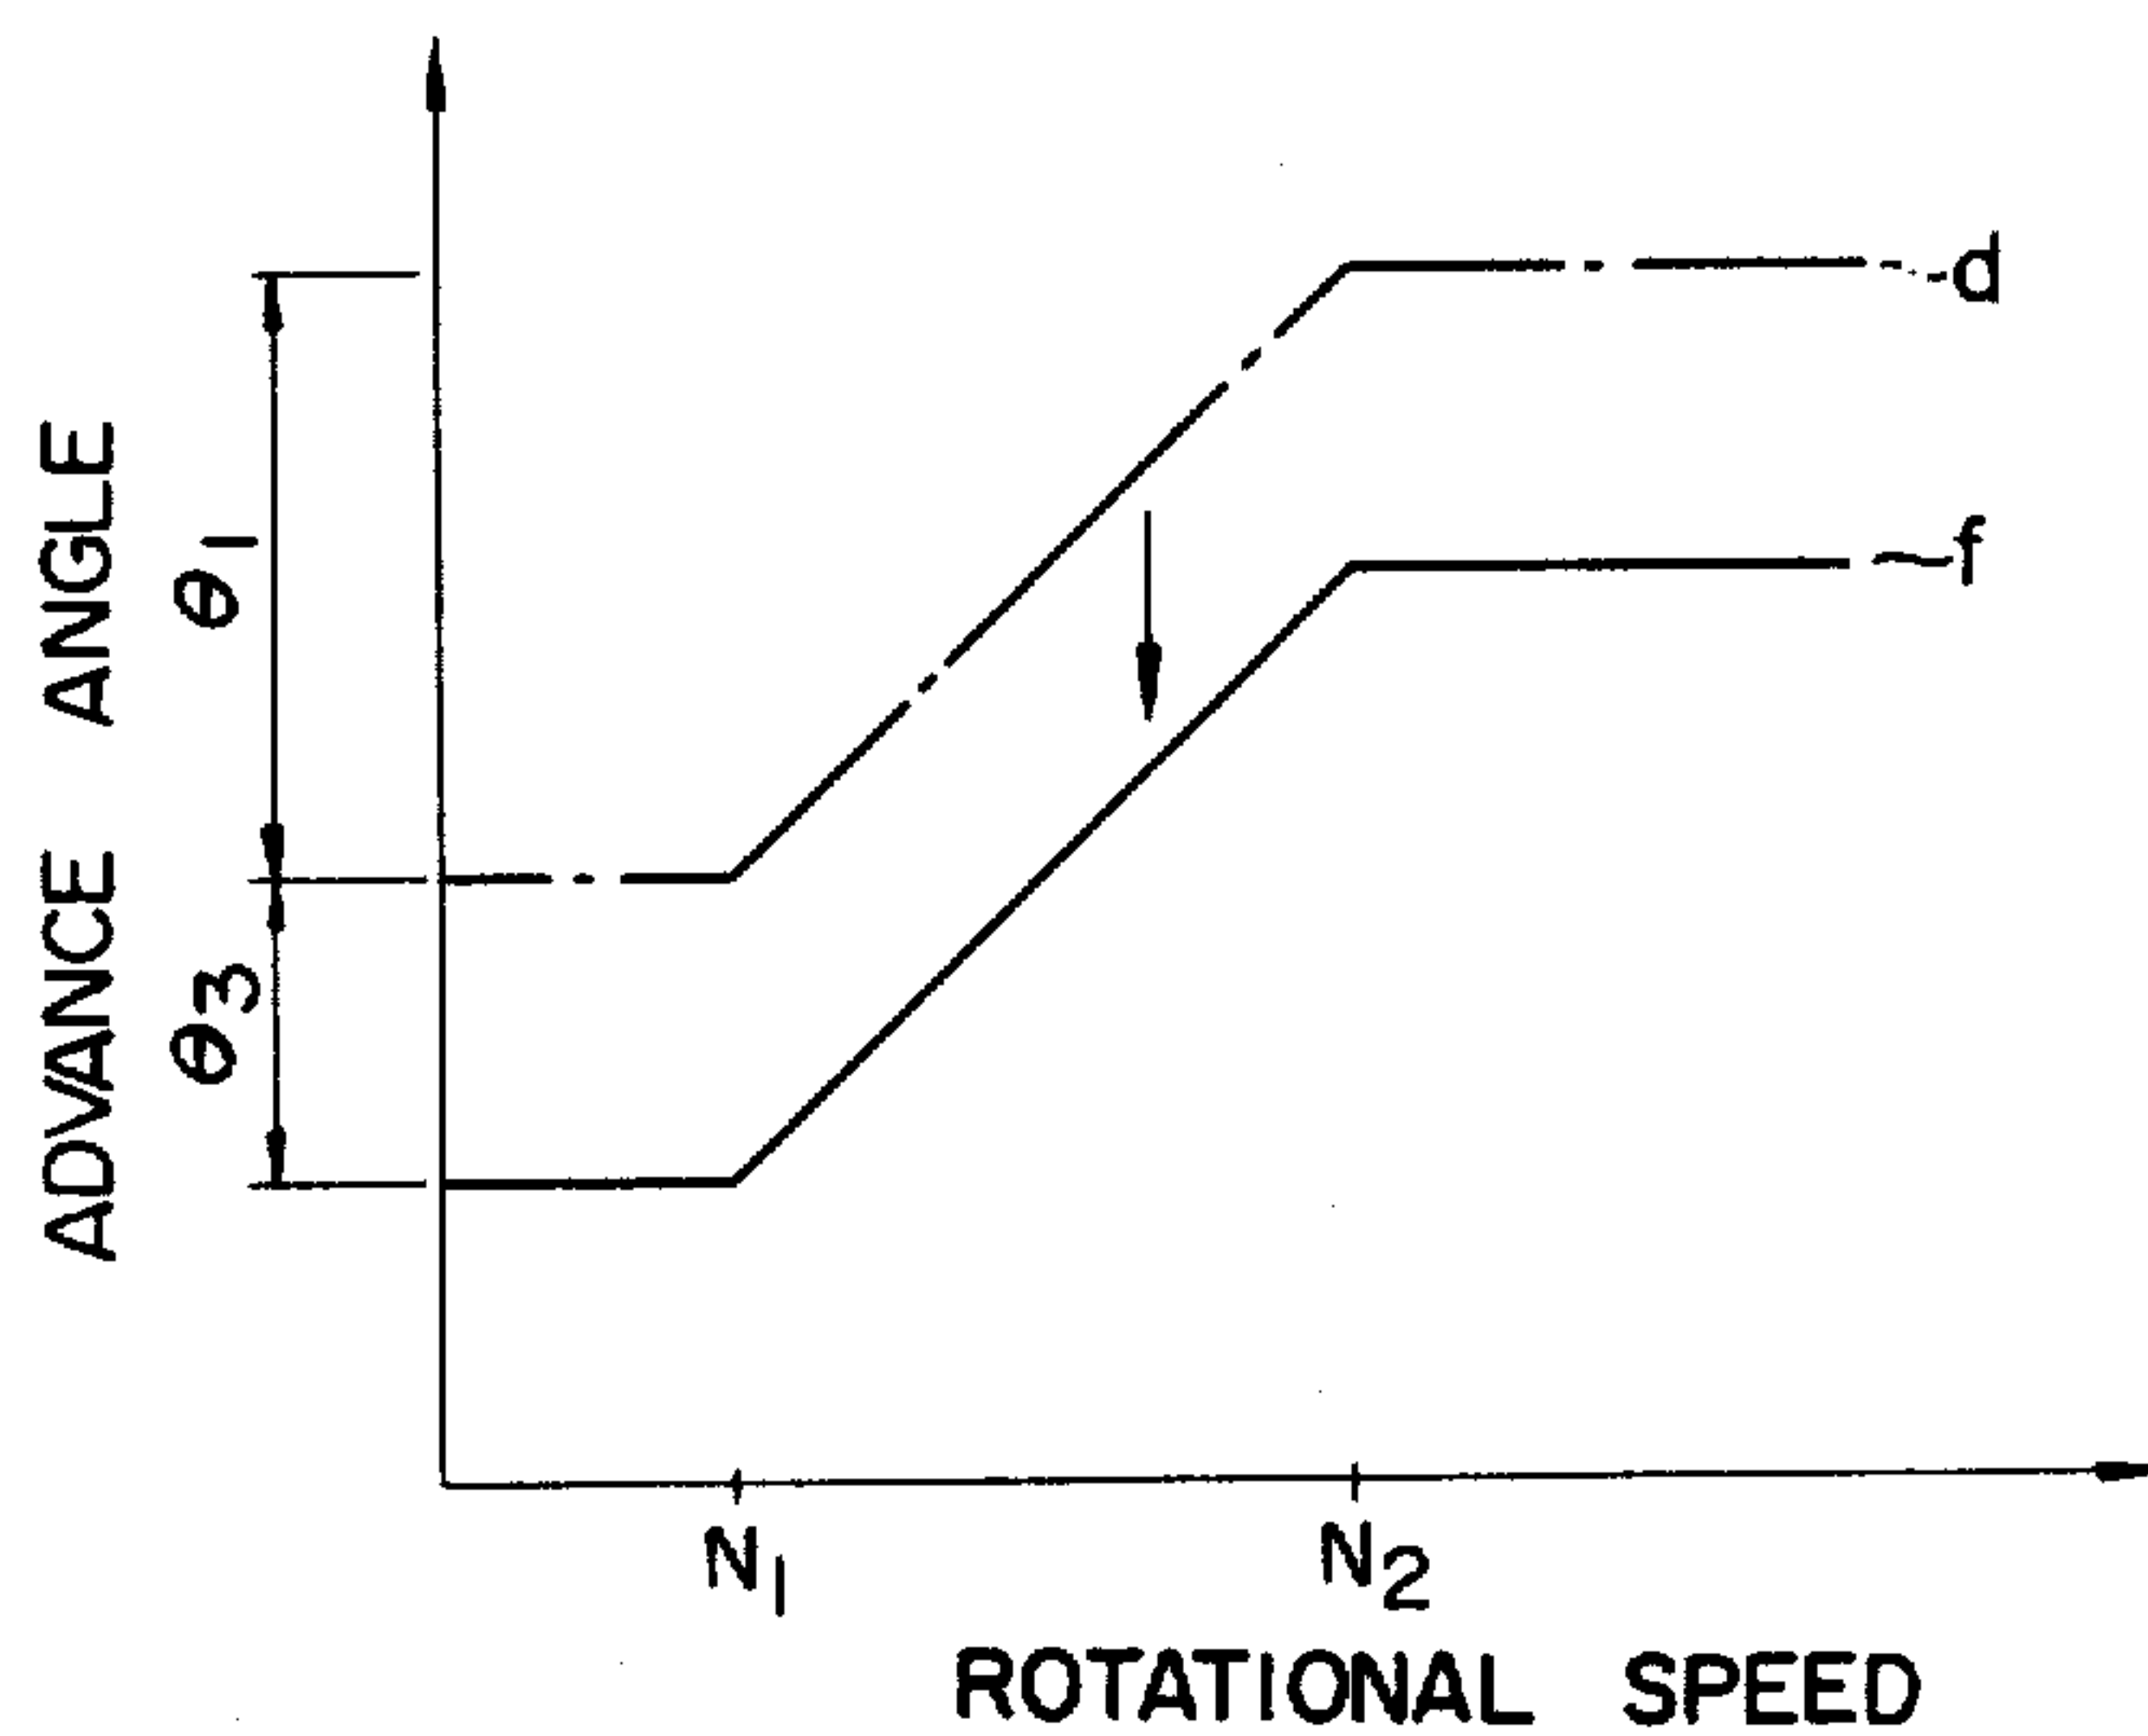 ADVANCE ANGLE
θ1
θ3
d
f
N1
N2
ROTATIONAL SPEED